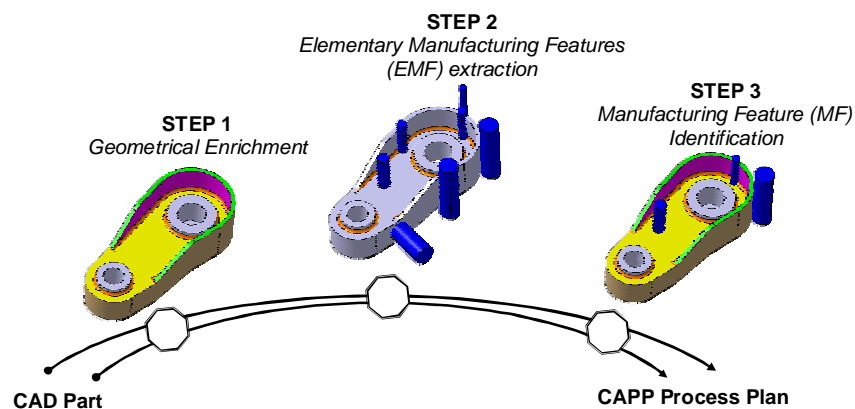 STEP 1
Geometrical Enrichment
STEP 2
Elementary Manufacturing Features
(EMF) extraction
STEP 3
Manufacturing Feature (MF)
Identification
CAD Part
CAPP Process Plan